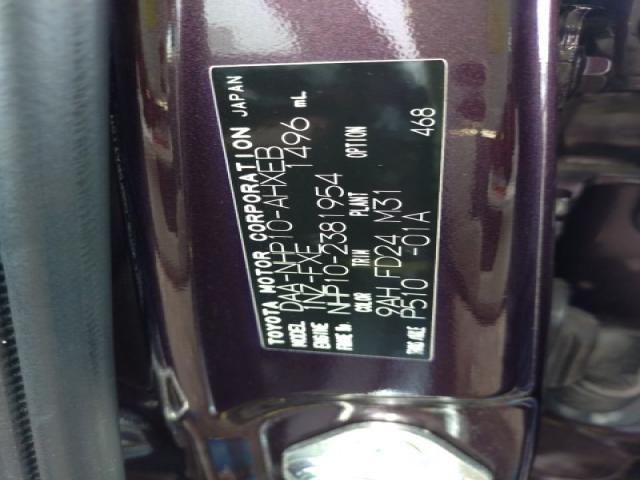 TOYOTA MOTOR CORPORATION JAPAN
MODEL DAA-NHP10-AHXEB
ENGINE 1NZ-FXE 1496 mL
FRAME No. NHP10-2381954
COLOR TRIM PLANT OPTION
9AH FD24 M31 468
TRANS/AXLE P510 -01A